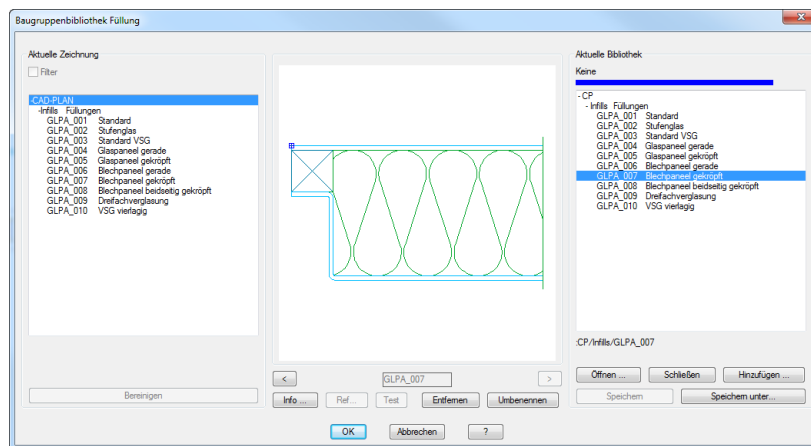 Baugruppenbibliothek Füllung
Aktuelle Zeichnung
Filter
-CAD-PLAN
-Infills Füllungen
GLPA_001 Standard
GLPA_002 Stufenglas
GLPA_003 Standard VSG
GLPA_004 Glaspaneel gerade
GLPA_005 Glaspaneel gekröpft
GLPA_006 Blechpaneel gerade
GLPA_007 Blechpaneel gekröpft
GLPA_008 Blechpaneel beidseitig gekröpft
GLPA_009 Dreifachverglasung
GLPA_010 VSG vierlagig
Bereinigen
< GLPA_007 >
Info ... Ref... Test Entfernen Umbenennen
OK Abbrechen ?
Aktuelle Bibliothek
Keine
- CP
- Infills Füllungen
GLPA_001 Standard
GLPA_002 Stufenglas
GLPA_003 Standard VSG
GLPA_004 Glaspaneel gerade
GLPA_005 Glaspaneel gekröpft
GLPA_006 Blechpaneel gerade
GLPA_007 Blechpaneel gekröpft
GLPA_008 Blechpaneel beidseitig gekröpft
GLPA_009 Dreifachverglasung
GLPA_010 VSG vierlagig
:CP/Infills/GLPA_007
Öffnen ... Schließen Hinzufügen ...
Speichern Speichern unter...